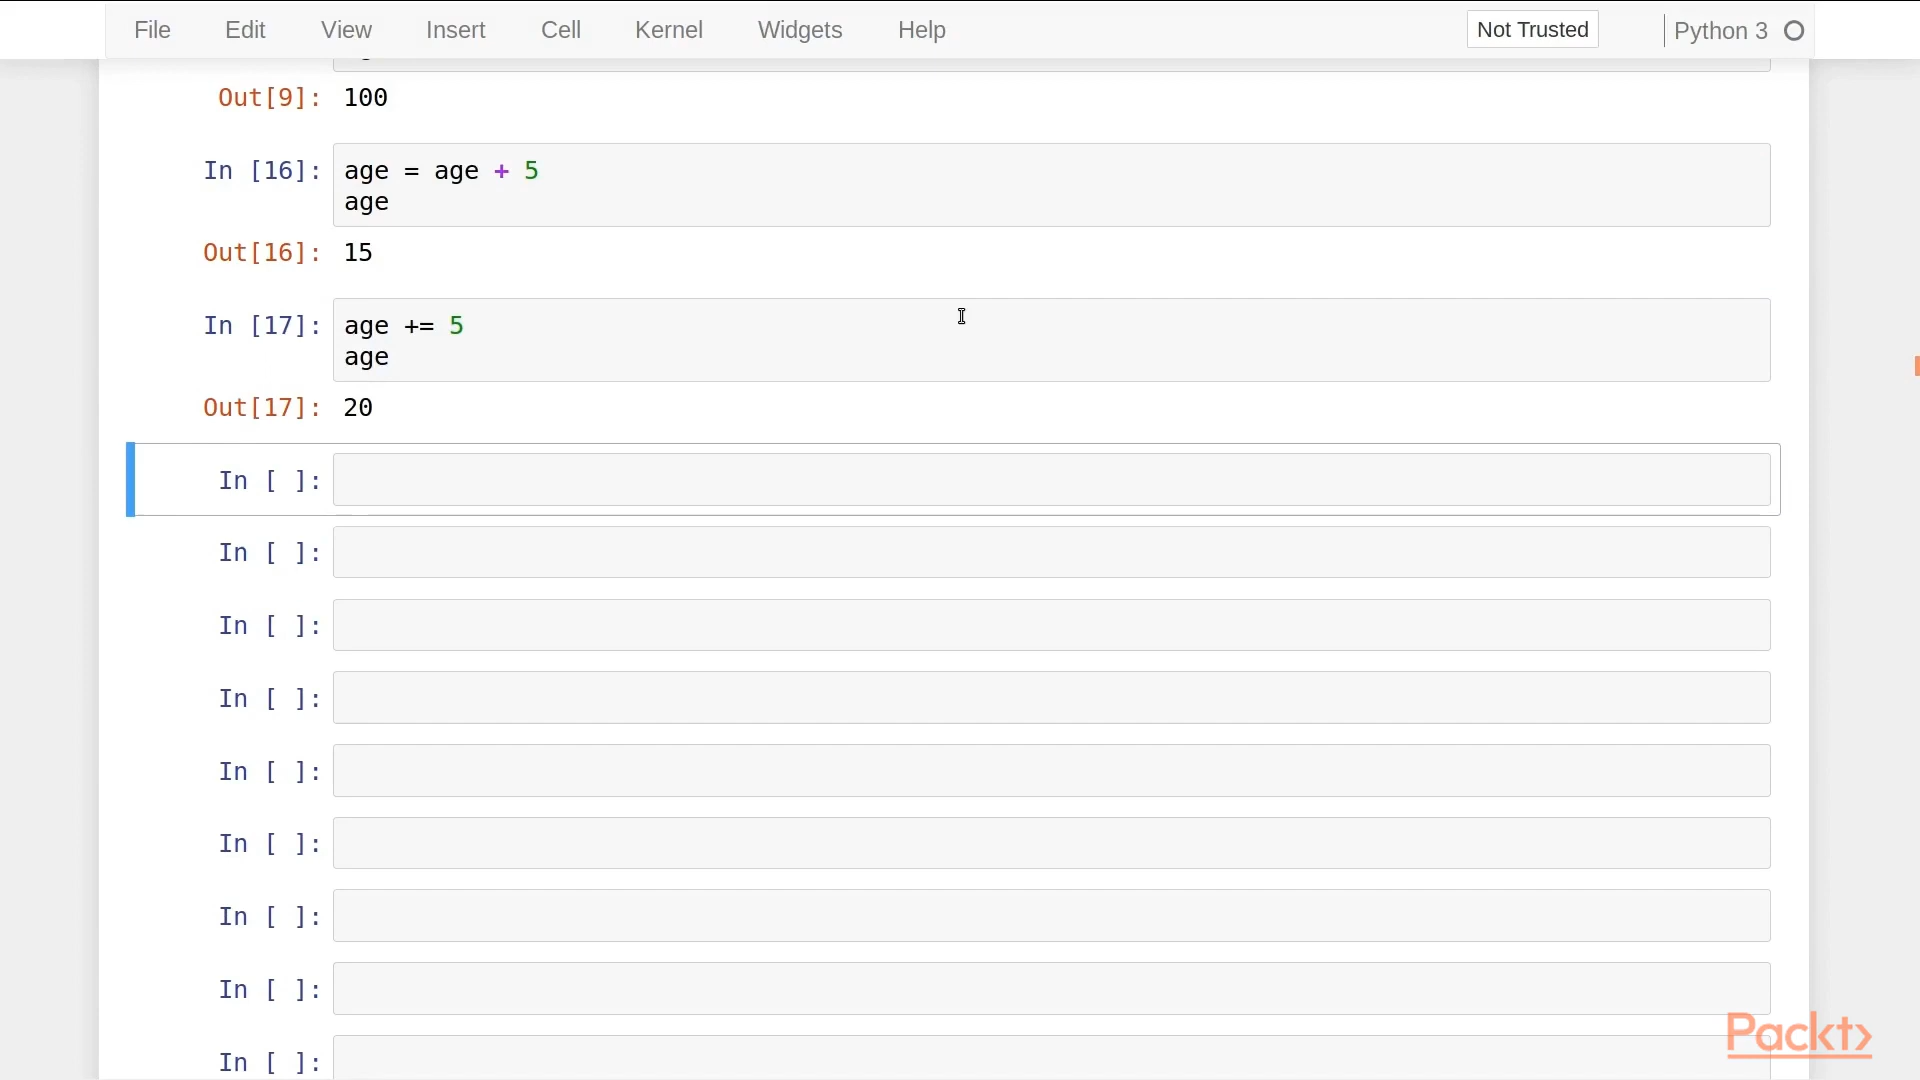 File Edit View Insert Cell Kernel Widgets Help Not Trusted Python 3
Out[9]: 100
In [16]: age = age + 5
age
Out[16]: 15
In [17]: age += 5
age
Out[17]: 20
In [ ]:
In [ ]:
In [ ]:
In [ ]:
In [ ]:
In [ ]:
In [ ]:
In [ ]:
In [ ]:
Packt>